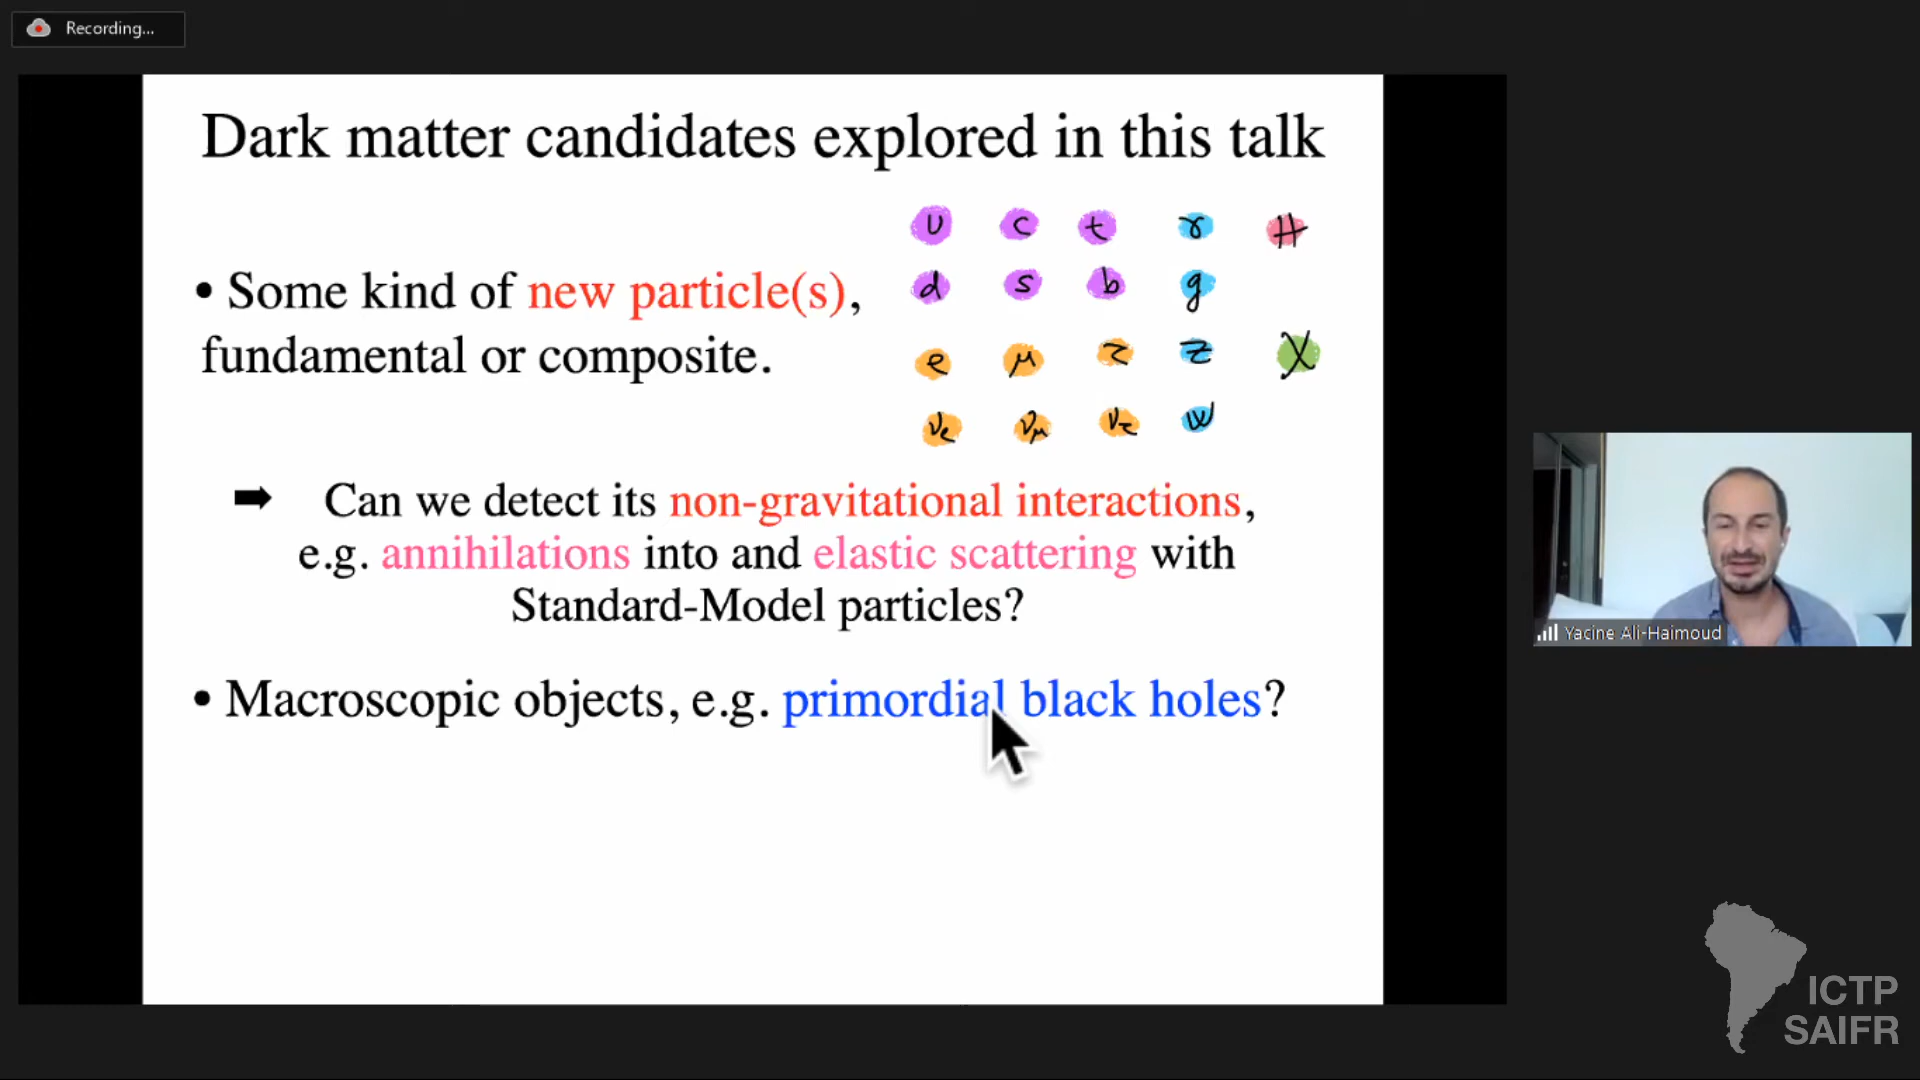 Recording...
Dark matter candidates explored in this talk
u c t γ H
• Some kind of new particle(s),
d s b g
fundamental or composite.
e μ τ Z χ
νe νμ ντ W
➡ Can we detect its non-gravitational interactions,
e.g. annihilations into and elastic scattering with
Standard-Model particles?
• Macroscopic objects, e.g. primordial black holes?
Yacine Ali-Haimoud
ICTP
SAIFR